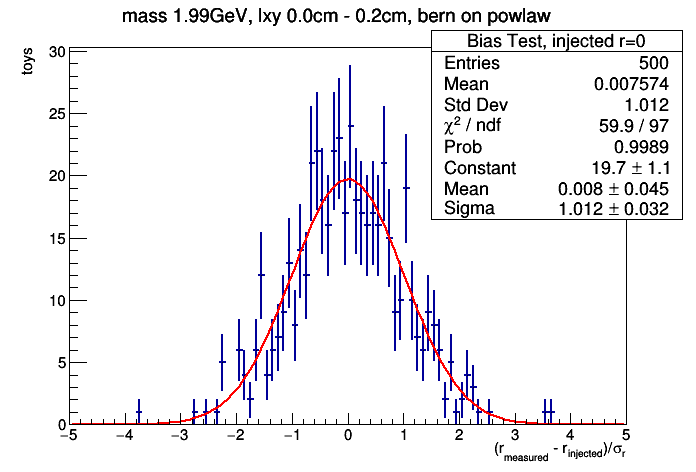 mass 1.99GeV, lxy 0.0cm - 0.2cm, bern on powlaw
Bias Test, injected r=0
Entries 500
Mean 0.007574
Std Dev 1.012
χ² / ndf 59.9 / 97
Prob 0.9989
Constant 19.7 ± 1.1
Mean 0.008 ± 0.045
Sigma 1.012 ± 0.032
toys
30
25
20
15
10
5
0
−5 −4 −3 −2 −1 0 1 2 3 4 5
(r_measured - r_injected)/σ_r